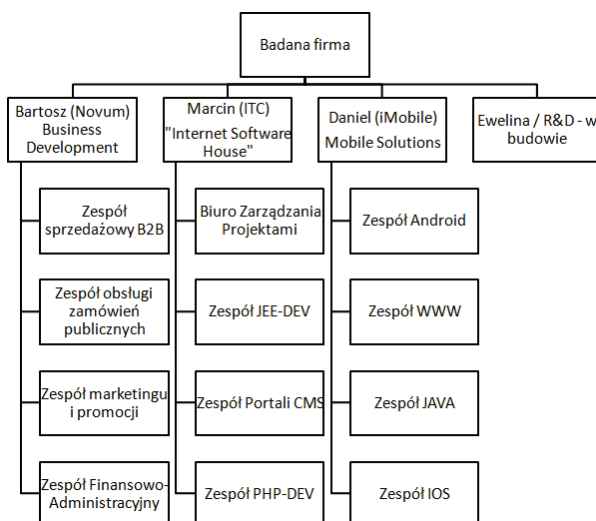 Badana firma
Bartosz (Novum)
Business
Development
Marcin (ITC)
"Internet Software
House"
Daniel (iMobile)
Mobile Solutions
Ewelina / R&D - w
budowie
Zespół
sprzedażowy B2B
Biuro Zarządzania
Projektami
Zespół Android
Zespół obsługi
zamówień
publicznych
Zespół JEE-DEV
Zespół WWW
Zespół marketingu
i promocji
Zespół Portali CMS
Zespół JAVA
Zespół Finansowo-
Administracyjny
Zespół PHP-DEV
Zespół IOS